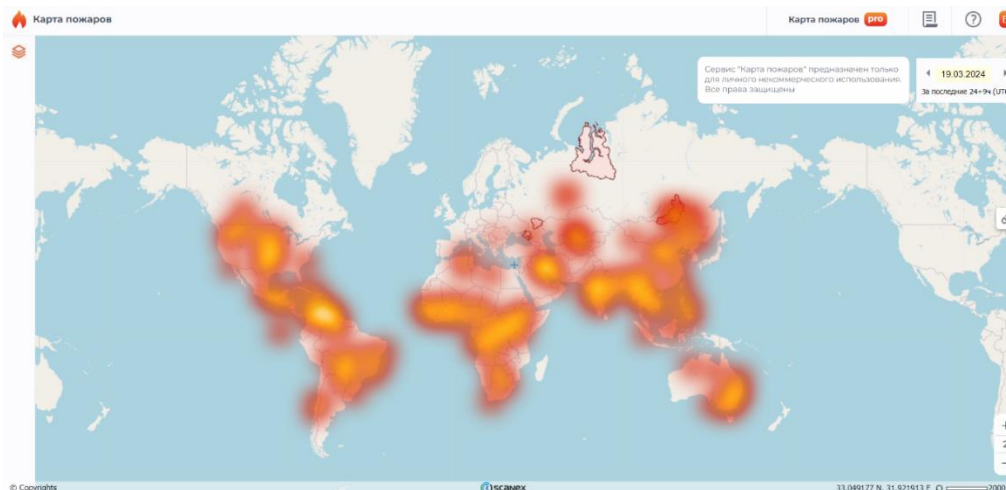 Карта пожаров
Карта пожаров pro
Сервис "Карта пожаров" предназначен только
для личного некоммерческого использования.
Все права защищены
19.03.2024
За последние 24+9ч (UT
© Copyrights
scanex
33.049177 N, 31.921913 E